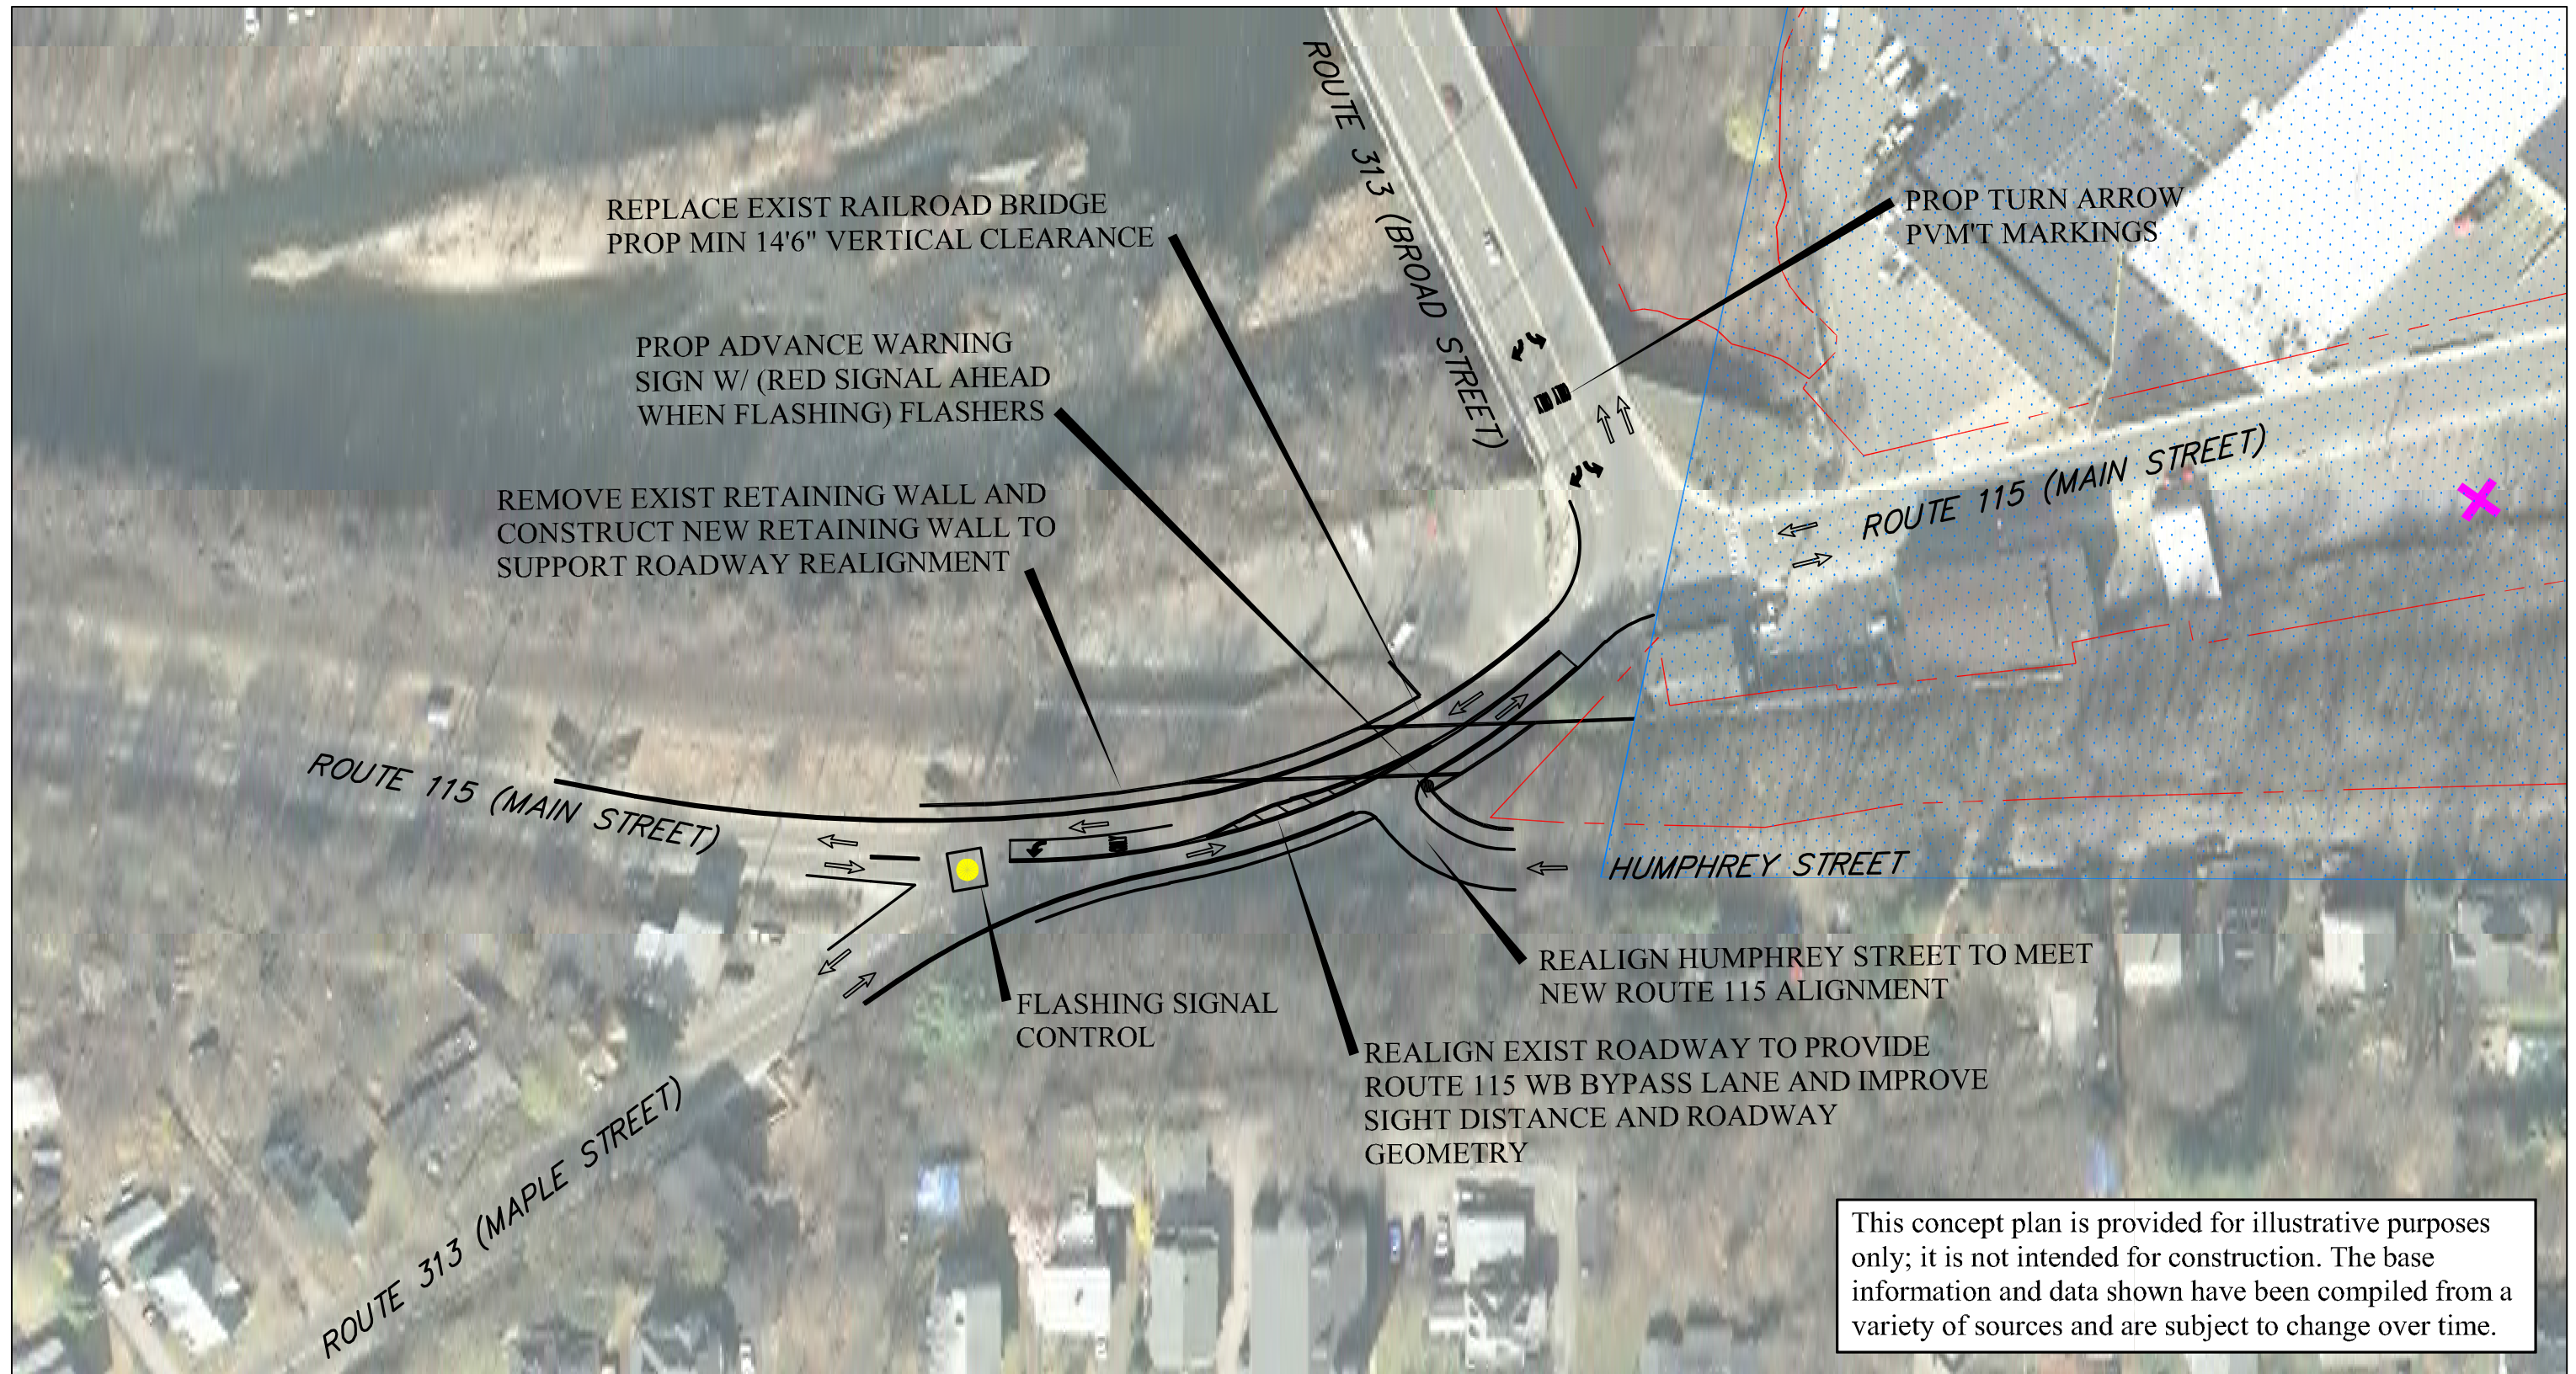 ROUTE 313 (BROAD STREET)
REPLACE EXIST RAILROAD BRIDGE
PROP MIN 14'6" VERTICAL CLEARANCE
PROP TURN ARROW
PVM'T MARKINGS
PROP ADVANCE WARNING
SIGN W/ (RED SIGNAL AHEAD
WHEN FLASHING) FLASHERS
REMOVE EXIST RETAINING WALL AND
CONSTRUCT NEW RETAINING WALL TO
SUPPORT ROADWAY REALIGNMENT
ROUTE 115 (MAIN STREET)
ROUTE 115 (MAIN STREET)
HUMPHREY STREET
REALIGN HUMPHREY STREET TO MEET
NEW ROUTE 115 ALIGNMENT
FLASHING SIGNAL
CONTROL
REALIGN EXIST ROADWAY TO PROVIDE
ROUTE 115 WB BYPASS LANE AND IMPROVE
SIGHT DISTANCE AND ROADWAY
GEOMETRY
ROUTE 313 (MAPLE STREET)
This concept plan is provided for illustrative purposes
only; it is not intended for construction. The base
information and data shown have been compiled from a
variety of sources and are subject to change over time.